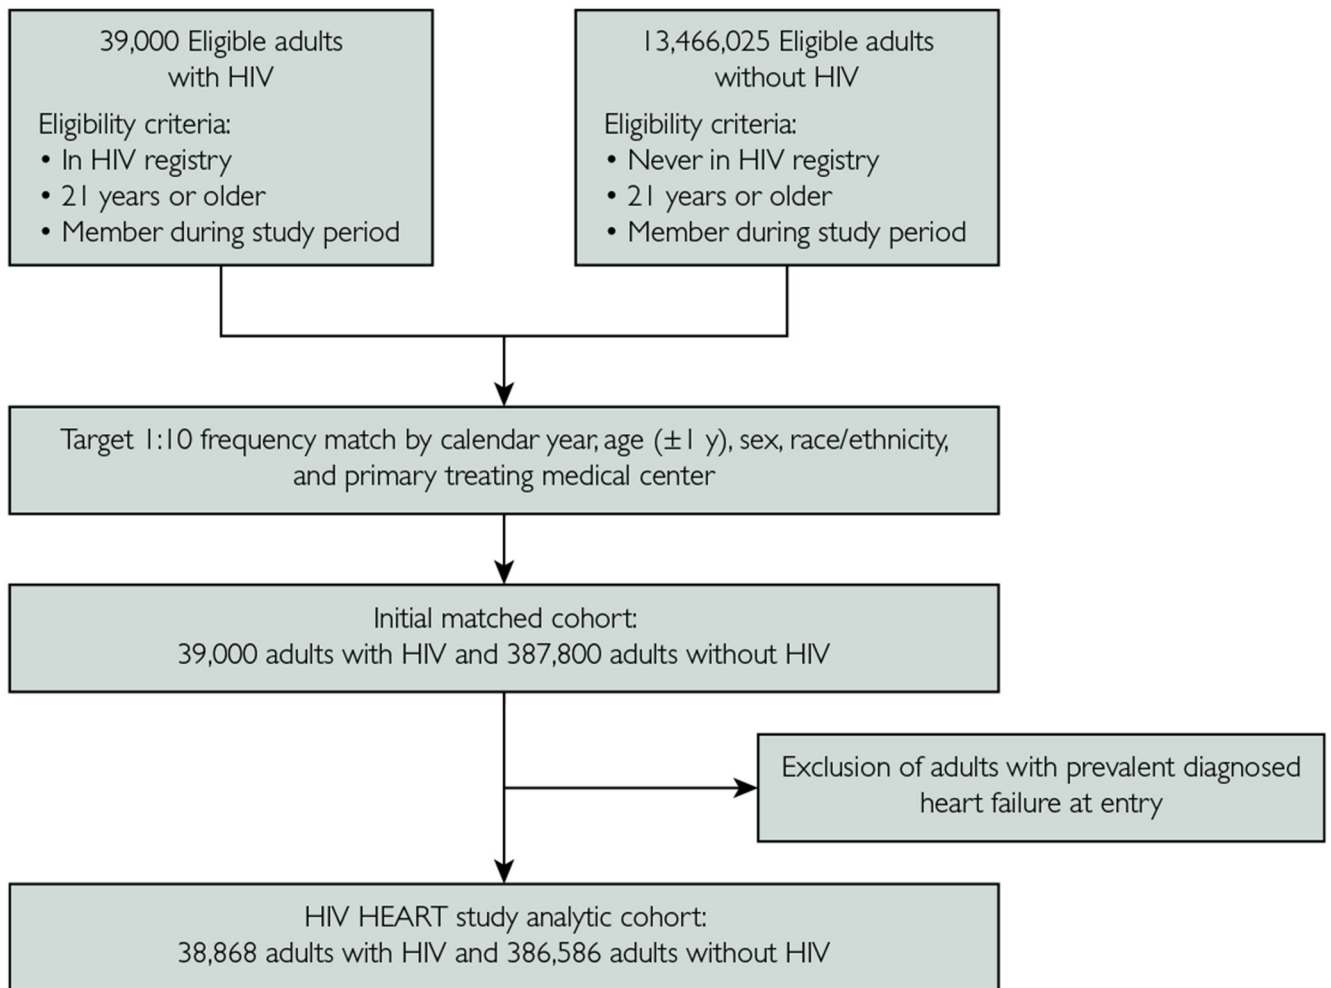 39,000 Eligible adults
with HIV
Eligibility criteria:
• In HIV registry
• 21 years or older
• Member during study period
13,466,025 Eligible adults
without HIV
Eligibility criteria:
• Never in HIV registry
• 21 years or older
• Member during study period
Target 1:10 frequency match by calendar year, age (±1 y), sex, race/ethnicity,
and primary treating medical center
Initial matched cohort:
39,000 adults with HIV and 387,800 adults without HIV
Exclusion of adults with prevalent diagnosed
heart failure at entry
HIV HEART study analytic cohort:
38,868 adults with HIV and 386,586 adults without HIV